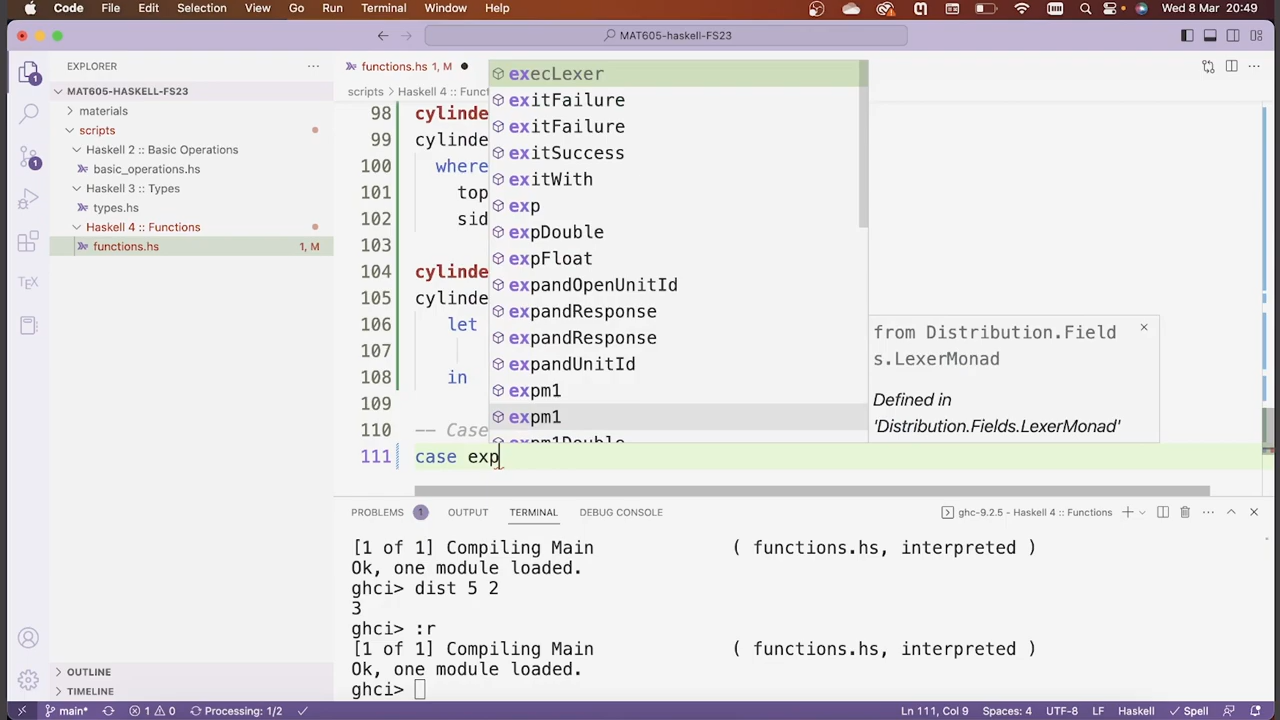 Code File Edit Selection View Go Run Terminal Window Help Wed 8 Mar 20:49
MAT605-haskell-FS23
EXPLORER
MAT605-HASKELL-FS23
materials
scripts
Haskell 2 :: Basic Operations
basic_operations.hs
Haskell 3 :: Types
types.hs
Haskell 4 :: Functions
functions.hs 1, M
OUTLINE
TIMELINE
functions.hs 1, M
scripts Haskell 4 :: Func
98 cylinde
99 cylinde
100 where
101 top
102 sid
103
104 cylinde
105 cylinde
106 let
107
108 in
109
110 -- Case
111 case exp
execLexer
exitFailure
exitFailure
exitSuccess
exitWith
exp
expDouble
expFloat
expandOpenUnitId
expandResponse
expandResponse
expandUnitId
expm1
expm1
expm1Double
from Distribution.Field
s.LexerMonad
Defined in
'Distribution.Fields.LexerMonad'
PROBLEMS 1 OUTPUT TERMINAL DEBUG CONSOLE ghc-9.2.5 - Haskell 4 :: Functions
[1 of 1] Compiling Main ( functions.hs, interpreted )
Ok, one module loaded.
ghci> dist 5 2
3
ghci> :r
[1 of 1] Compiling Main ( functions.hs, interpreted )
Ok, one module loaded.
ghci>
main* 1 0 Processing: 1/2 Ln 111, Col 9 Spaces: 4 UTF-8 LF Haskell Spell